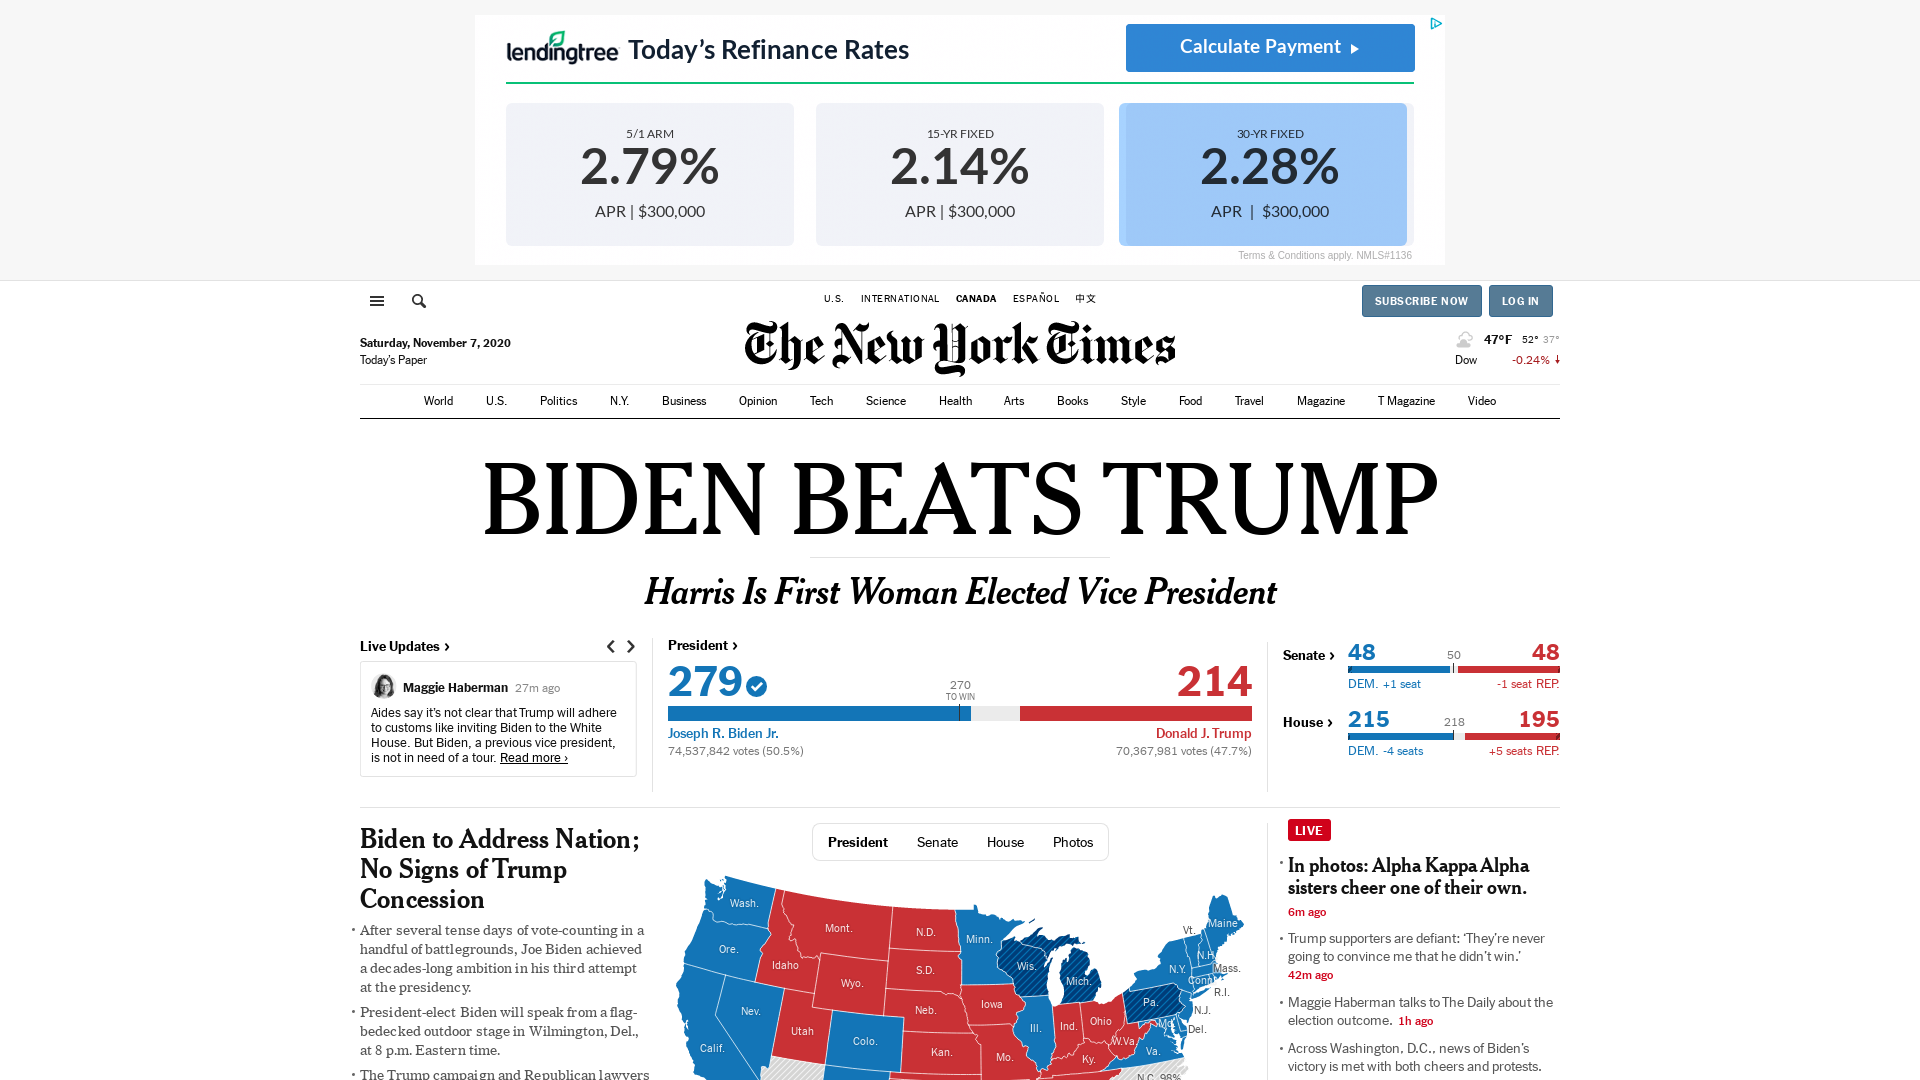 lendingtree Today's Refinance Rates
Calculate Payment
5/1 ARM
2.79%
APR | $300,000
15-YR FIXED
2.14%
APR | $300,000
30-YR FIXED
2.28%
APR | $300,000
Terms & Conditions apply. NMLS#1136
U.S. INTERNATIONAL CANADA ESPAÑOL 中文
SUBSCRIBE NOW LOG IN
Saturday, November 7, 2020
Today's Paper
The New York Times
47°F 52° 37°
Dow -0.24%
World U.S. Politics N.Y. Business Opinion Tech Science Health Arts Books Style Food Travel Magazine T Magazine Video
BIDEN BEATS TRUMP
Harris Is First Woman Elected Vice President
Live Updates ›
Maggie Haberman 27m ago
Aides say it's not clear that Trump will adhere
to customs like inviting Biden to the White
House. But Biden, a previous vice president,
is not in need of a tour. Read more ›
President ›
279
270
TO WIN
214
Joseph R. Biden Jr.
Donald J. Trump
74,537,842 votes (50.5%)
70,367,981 votes (47.7%)
Senate ›
48 50 48
DEM. +1 seat
-1 seat REP.
House ›
215 218 195
DEM. -4 seats
+5 seats REP.
Biden to Address Nation;
No Signs of Trump
Concession
• After several tense days of vote-counting in a
handful of battlegrounds, Joe Biden achieved
a decades-long ambition in his third attempt
at the presidency.
• President-elect Biden will speak from a flag-
bedecked outdoor stage in Wilmington, Del.,
at 8 p.m. Eastern time.
• The Trump campaign and Republican lawyers
President Senate House Photos
Wash.
Mont.
N.D.
Minn.
Vt.
Maine
Ore.
Idaho
S.D.
Wis.
Mich.
N.Y.
N.H.
Mass.
Wyo.
Conn.
R.I.
Nev.
Neb.
Iowa
Pa.
N.J.
Utah
Colo.
Ill.
Ind.
Ohio
Md.
Del.
Calif.
Kan.
Mo.
Ky.
W.Va.
Va.
N.C. 98%
LIVE
• In photos: Alpha Kappa Alpha
sisters cheer one of their own.
6m ago
• Trump supporters are defiant: ‘They're never
going to convince me that he didn't win.’
42m ago
• Maggie Haberman talks to The Daily about the
election outcome. 1h ago
• Across Washington, D.C., news of Biden's
victory is met with both cheers and protests.